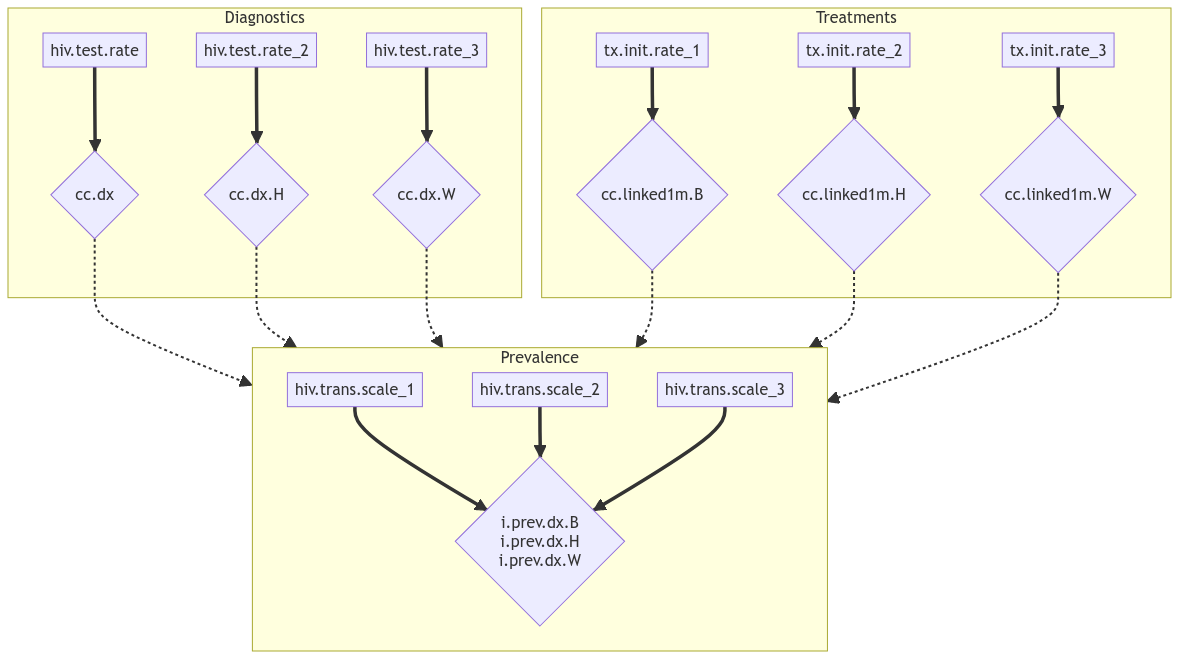 Diagnostics
hiv.test.rate
hiv.test.rate_2
hiv.test.rate_3
cc.dx
cc.dx.H
cc.dx.W
Treatments
tx.init.rate_1
tx.init.rate_2
tx.init.rate_3
cc.linked1m.B
cc.linked1m.H
cc.linked1m.W
Prevalence
hiv.trans.scale_1
hiv.trans.scale_2
hiv.trans.scale_3
i.prev.dx.B
i.prev.dx.H
i.prev.dx.W